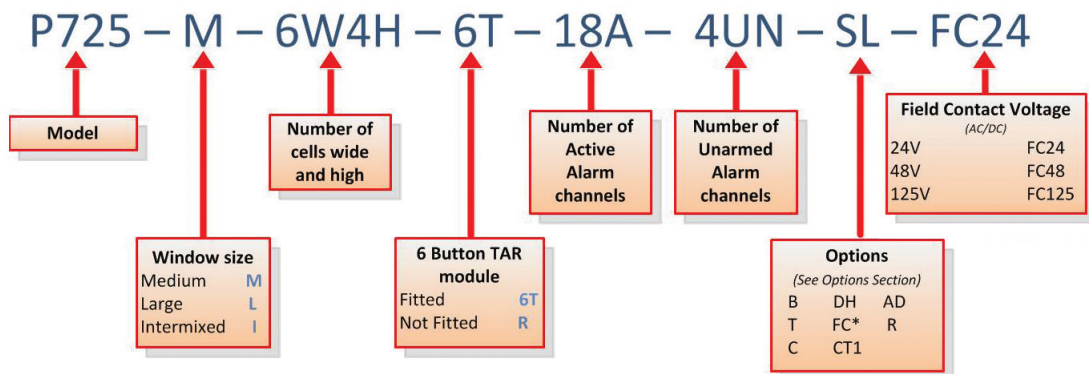 P725 – M – 6W4H – 6T – 18A – 4UN – SL – FC24
Model
Number of
cells wide
and high
Number of
Active
Alarm
channels
Number of
Unarmed
Alarm
channels
Field Contact Voltage
(AC/DC)
24V FC24
48V FC48
125V FC125
Window size
Medium M
Large L
Intermixed I
6 Button TAR
module
Fitted 6T
Not Fitted R
Options
(See Options Section)
B DH AD
T FC* R
C CT1